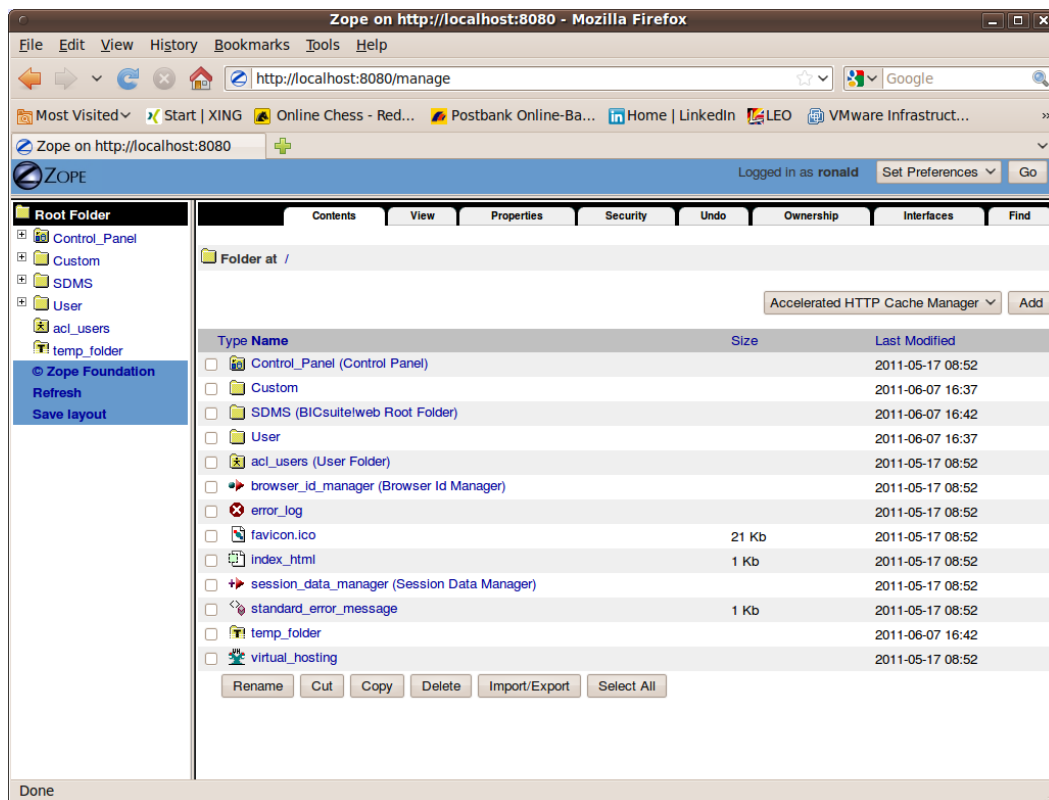 Zope on http://localhost:8080 - Mozilla Firefox
File Edit View History Bookmarks Tools Help
http://localhost:8080/manage Google
Most Visited Start | XING Online Chess - Red... Postbank Online-Ba... Home | LinkedIn LEO VMware Infrastruct... »
Zope on http://localhost:8080
ZOPE Logged in as ronald Set Preferences Go
Root Folder Contents View Properties Security Undo Ownership Interfaces Find
Control_Panel
Custom Folder at /
SDMS
User Accelerated HTTP Cache Manager Add
acl_users
temp_folder Type Name Size Last Modified
© Zope Foundation Control_Panel (Control Panel) 2011-05-17 08:52
Refresh Custom 2011-06-07 16:37
Save layout SDMS (BICsuite!web Root Folder) 2011-06-07 16:42
User 2011-06-07 16:37
acl_users (User Folder) 2011-05-17 08:52
browser_id_manager (Browser Id Manager) 2011-05-17 08:52
error_log 2011-05-17 08:52
favicon.ico 21 Kb 2011-05-17 08:52
index_html 1 Kb 2011-05-17 08:52
session_data_manager (Session Data Manager) 2011-05-17 08:52
standard_error_message 1 Kb 2011-05-17 08:52
temp_folder 2011-06-07 16:42
virtual_hosting 2011-05-17 08:52
Rename Cut Copy Delete Import/Export Select All
Done